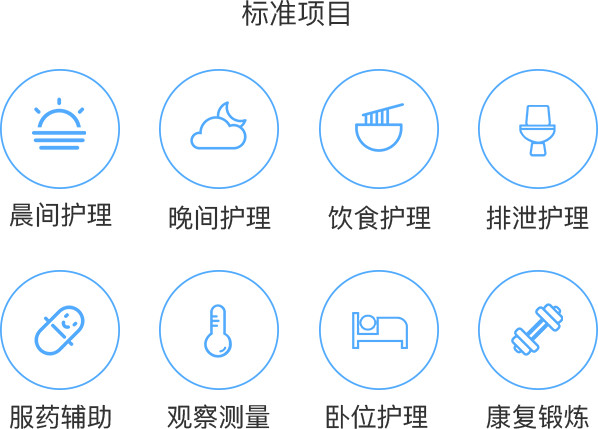 标准项目
晨间护理
晚间护理
饮食护理
排泄护理
服药辅助
观察测量
卧位护理
康复锻炼